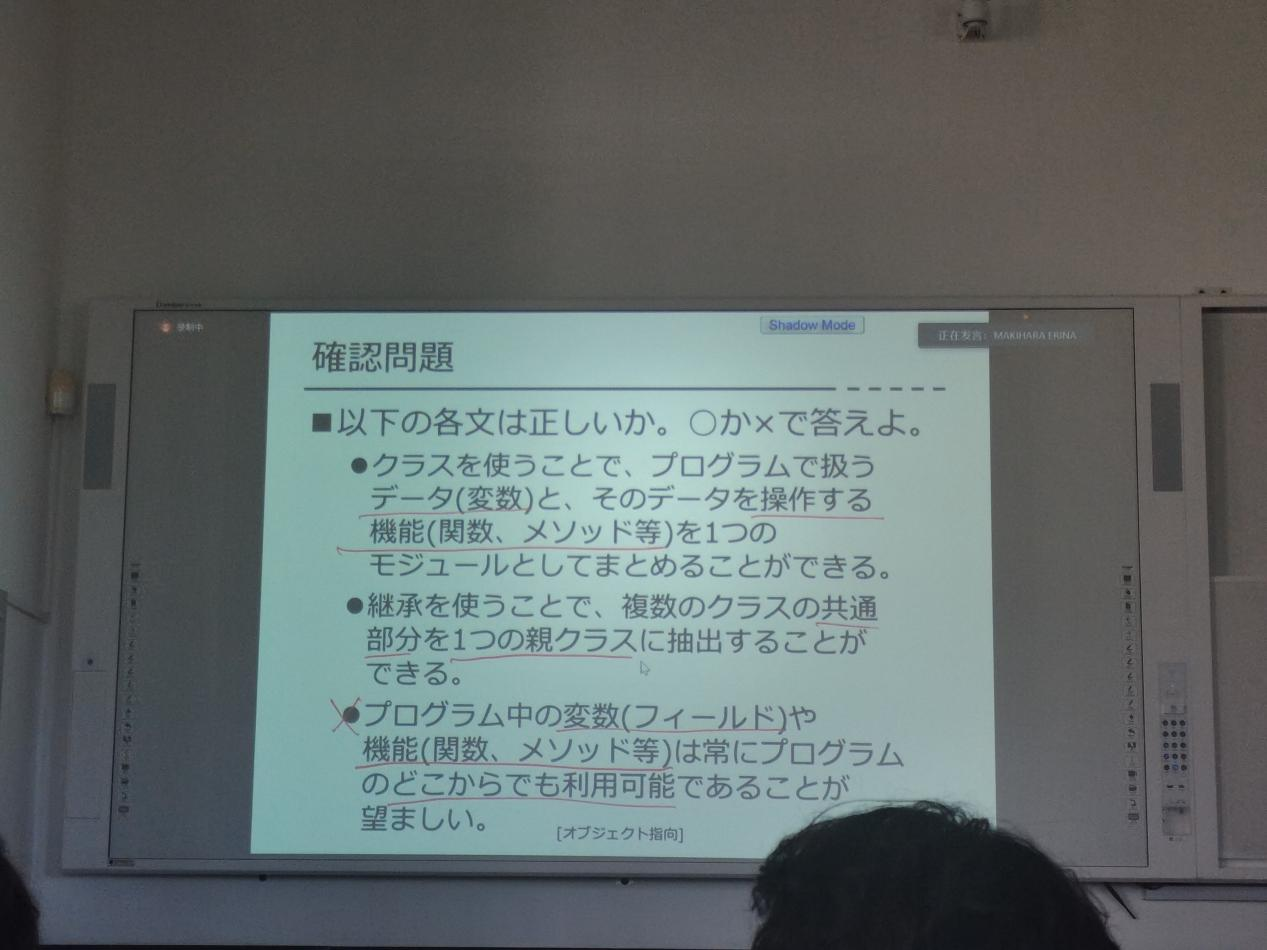 Shadow Mode
録制中
正在发言: MAKIHARA ERINA
確認問題
■以下の各文は正しいか。○か×で答えよ。
●クラスを使うことで、プログラムで扱う
データ(変数)と、そのデータを操作する
機能(関数、メソッド等)を1つの
モジュールとしてまとめることができる。
●継承を使うことで、複数のクラスの共通
部分を1つの親クラスに抽出することが
できる。
●プログラム中の変数(フィールド)や
機能(関数、メソッド等)は常にプログラム
のどこからでも利用可能であることが
望ましい。
[オブジェクト指向]